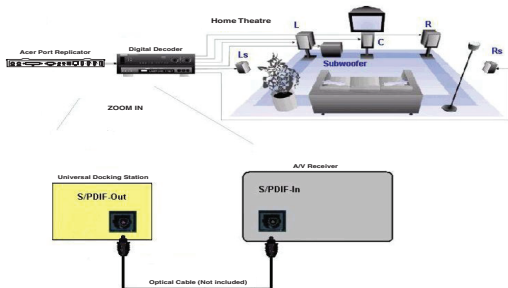 Home Theatre
L
R
C
Acer Port Replicator
Digital Decoder
Ls
Rs
Subwoofer
ZOOM IN
A/V Receiver
Universal Docking Station
S/PDIF-Out
S/PDIF-In
Optical Cable (Not included)